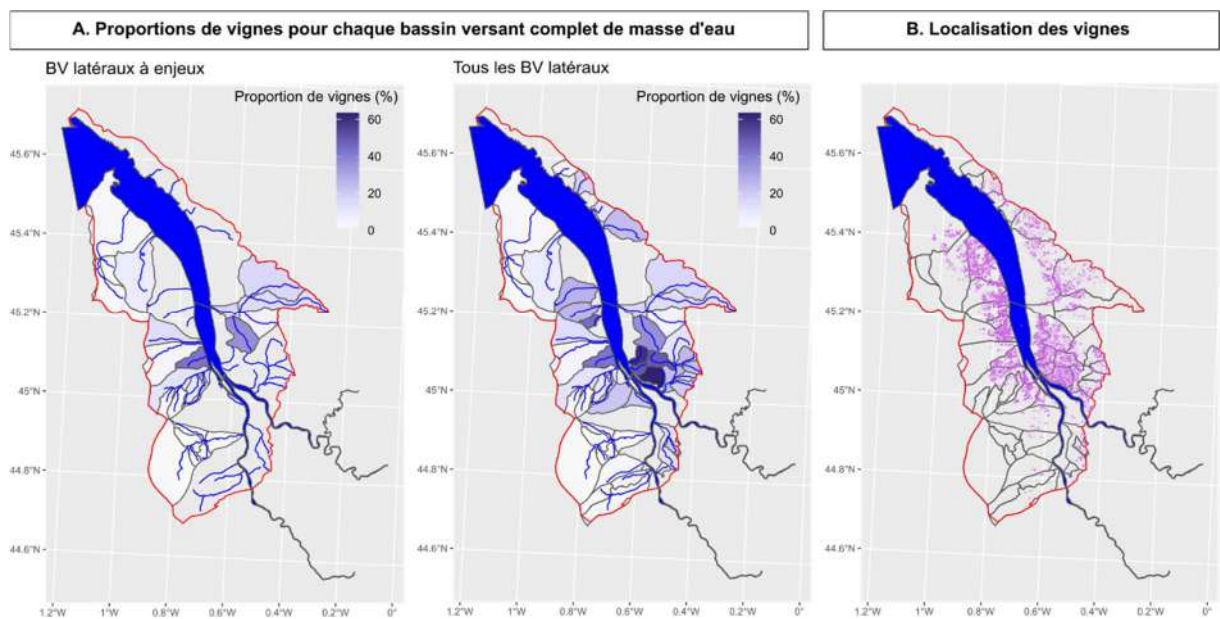 A. Proportions de vignes pour chaque bassin versant complet de masse d'eau
B. Localisation des vignes
BV latéraux à enjeux
Tous les BV latéraux
Proportion de vignes (%)
60
40
20
0
Proportion de vignes (%)
60
40
20
0
45.6°N
45.4°N
45.2°N
45°N
44.8°N
44.6°N
1.2°W 1°W 0.8°W 0.6°W 0.4°W 0.2°W 0°
45.6°N
45.4°N
45.2°N
45°N
44.8°N
44.6°N
1.2°W 1°W 0.8°W 0.6°W 0.4°W 0.2°W 0°
45.6°N
45.4°N
45.2°N
45°N
44.8°N
44.6°N
1.2°W 1°W 0.8°W 0.6°W 0.4°W 0.2°W 0°